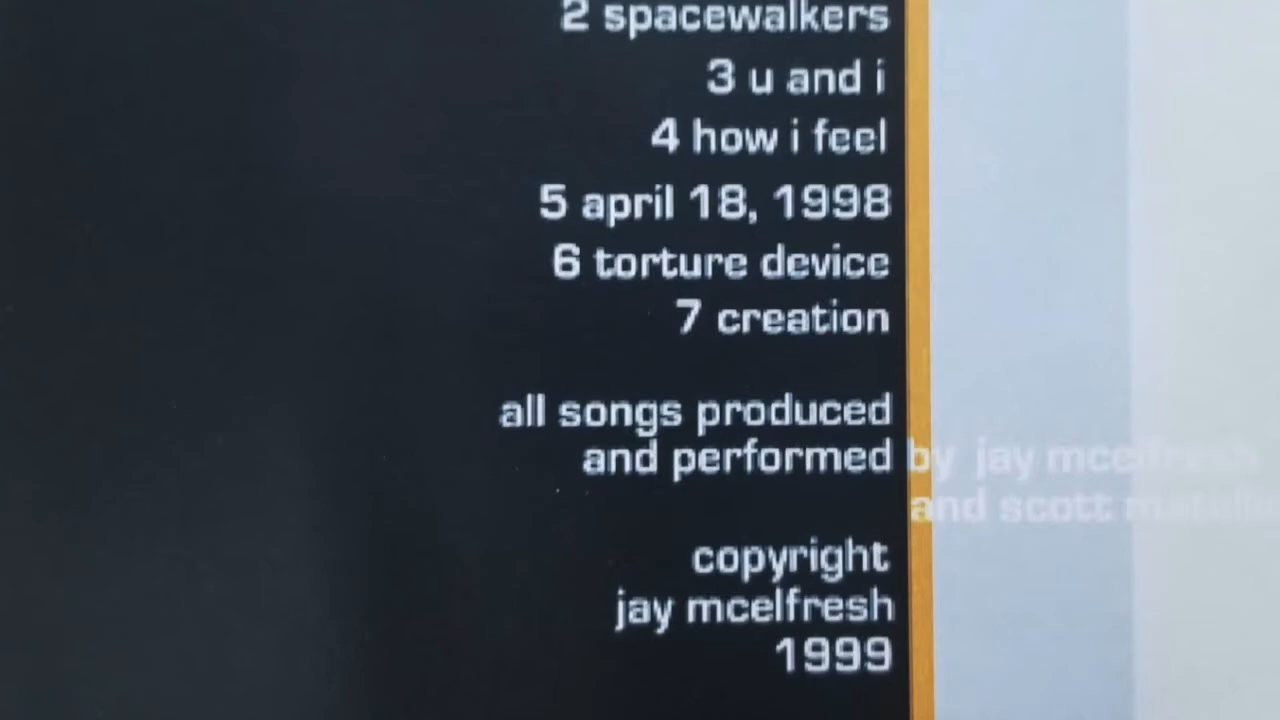 2 spacewalkers
3 u and i
4 how i feel
5 april 18, 1998
6 torture device
7 creation
all songs produced
and performed by jay mcelfresh
and scott
copyright
jay mcelfresh
1999